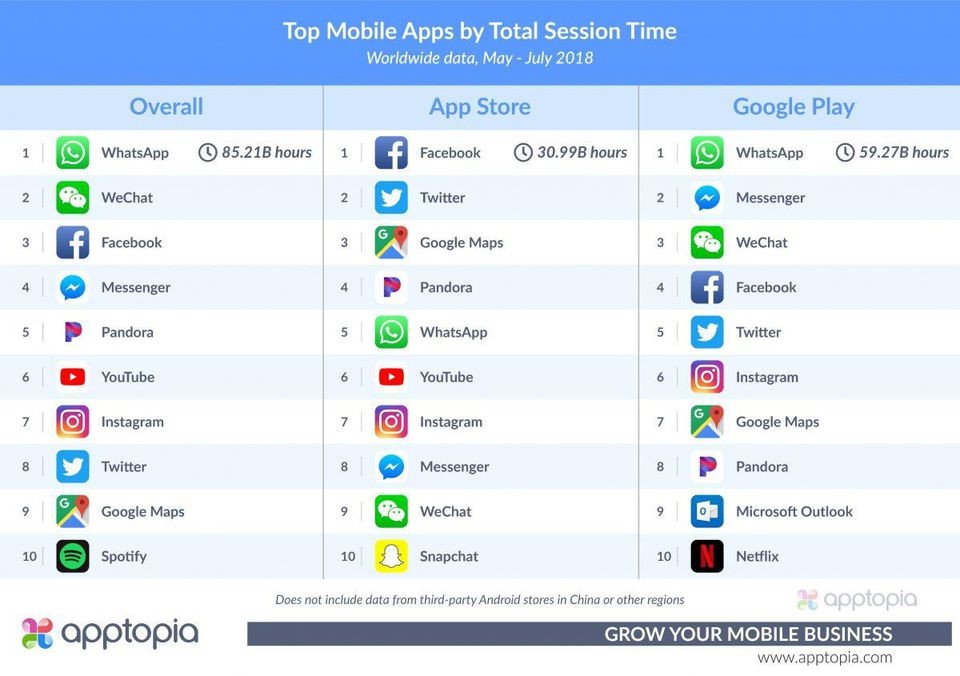 Top Mobile Apps by Total Session Time
Worldwide data, May - July 2018
Overall
1 WhatsApp 85.21B hours
2 WeChat
3 Facebook
4 Messenger
5 Pandora
6 YouTube
7 Instagram
8 Twitter
9 Google Maps
10 Spotify
App Store
1 Facebook 30.99B hours
2 Twitter
3 Google Maps
4 Pandora
5 WhatsApp
6 YouTube
7 Instagram
8 Messenger
9 WeChat
10 Snapchat
Google Play
1 WhatsApp 59.27B hours
2 Messenger
3 WeChat
4 Facebook
5 Twitter
6 Instagram
7 Google Maps
8 Pandora
9 Microsoft Outlook
10 Netflix
Does not include data from third-party Android stores in China or other regions
apptopia
apptopia
GROW YOUR MOBILE BUSINESS
www.apptopia.com